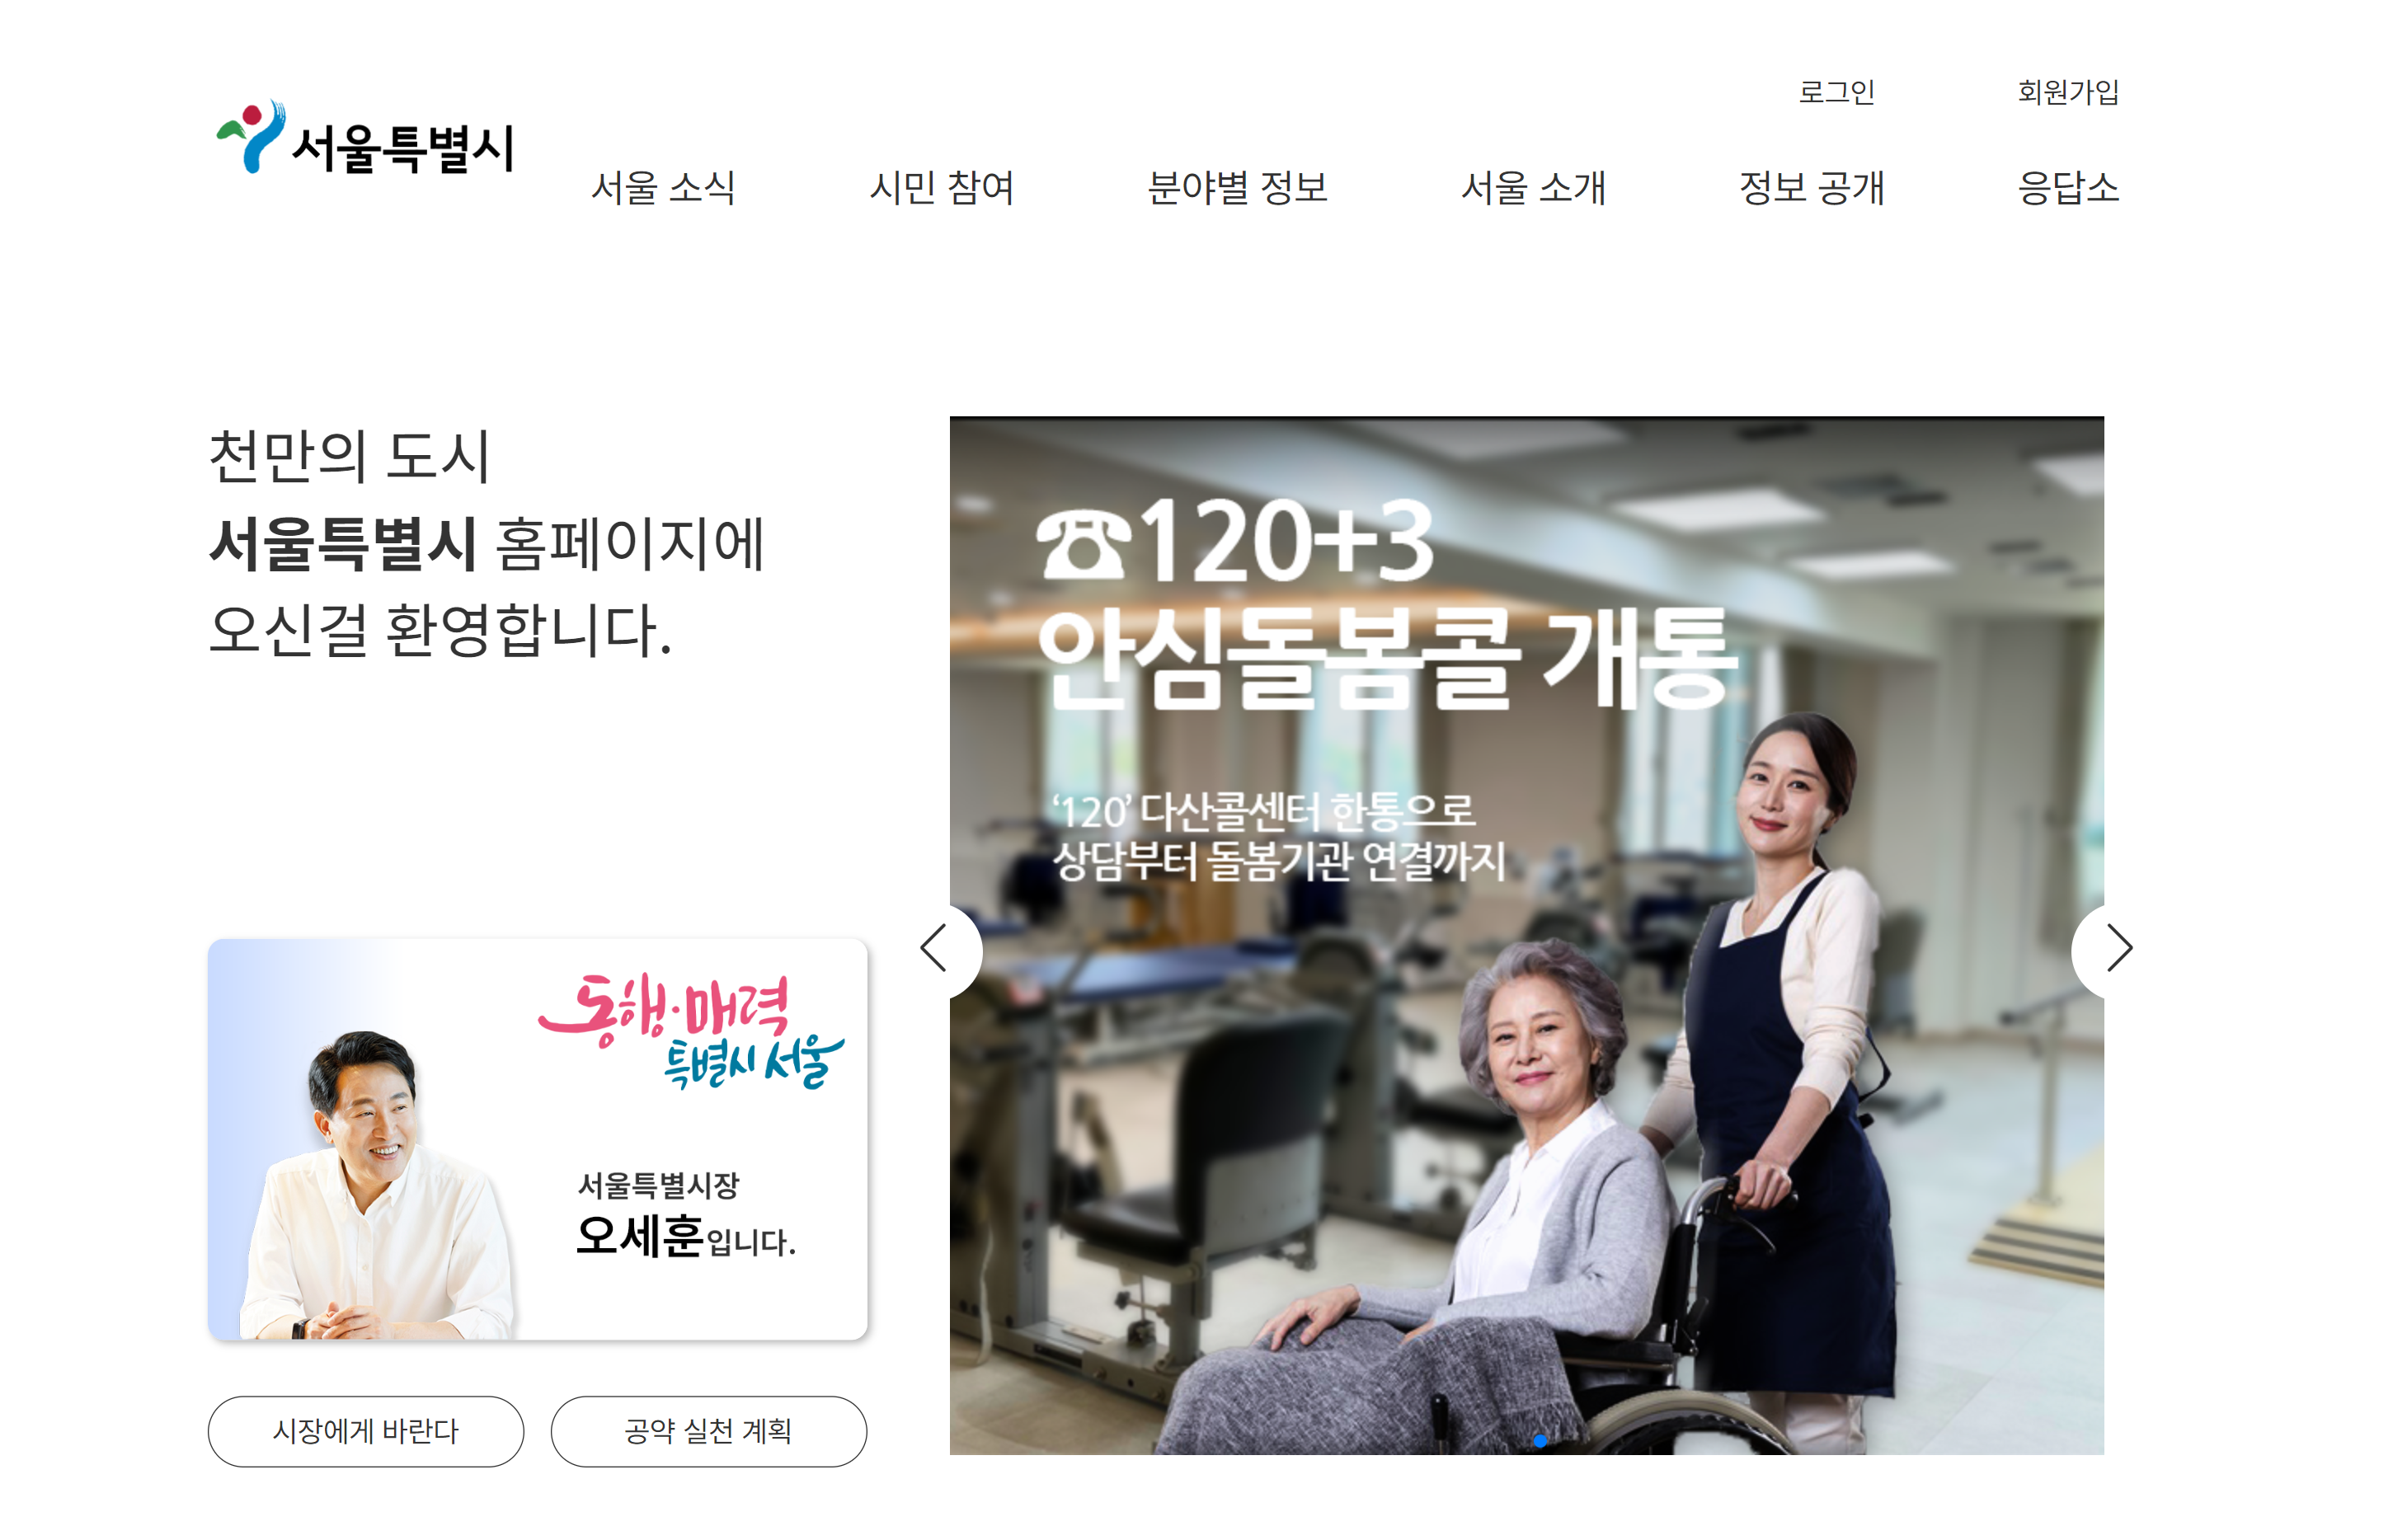 로그인 회원가입
서울특별시
서울 소식 시민 참여 분야별 정보 서울 소개 정보 공개 응답소
천만의 도시
서울특별시 홈페이지에
오신걸 환영합니다.
동행·매력
특별시 서울
서울특별시장
오세훈입니다.
시장에게 바란다 공약 실천 계획
☎120+3
안심돌봄콜 개통
‘120’ 다산콜센터 한통으로
상담부터 돌봄기관 연결까지